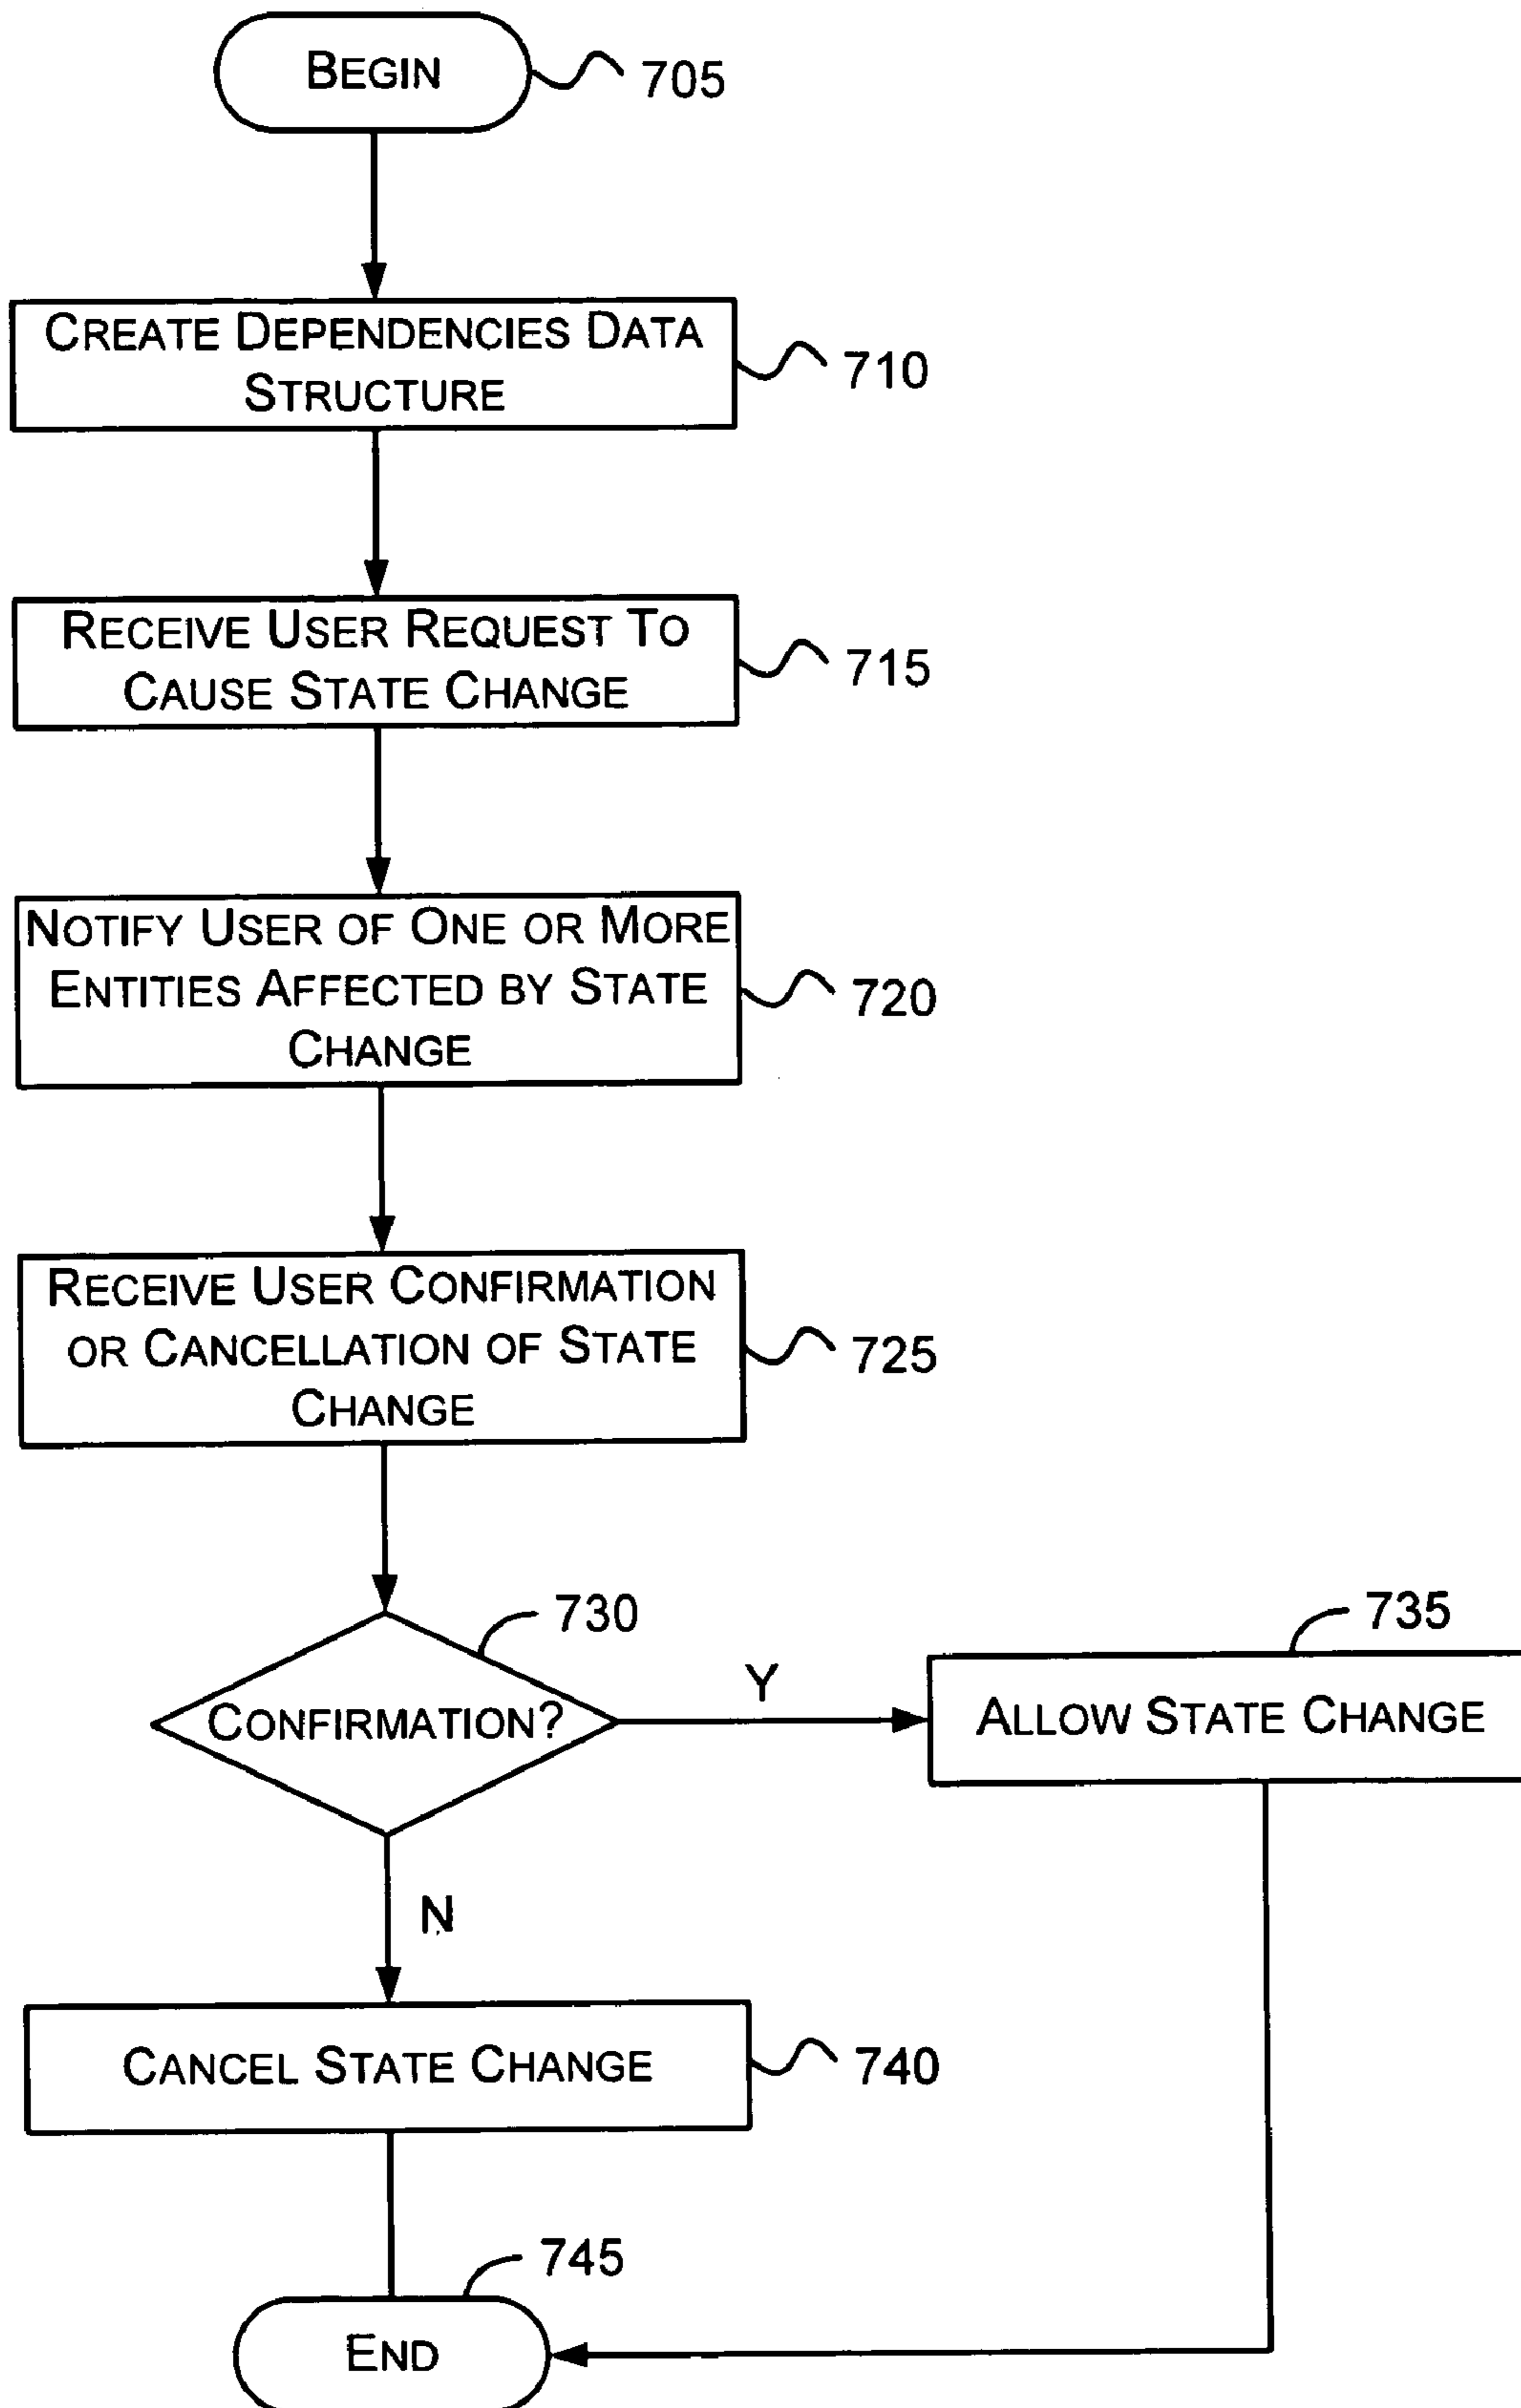 BEGIN
705
CREATE DEPENDENCIES DATA
STRUCTURE
710
RECEIVE USER REQUEST TO
CAUSE STATE CHANGE
715
NOTIFY USER OF ONE OR MORE
ENTITIES AFFECTED BY STATE
CHANGE
720
RECEIVE USER CONFIRMATION
OR CANCELLATION OF STATE
CHANGE
725
730
CONFIRMATION?
Y
735
ALLOW STATE CHANGE
N
CANCEL STATE CHANGE
740
745
END